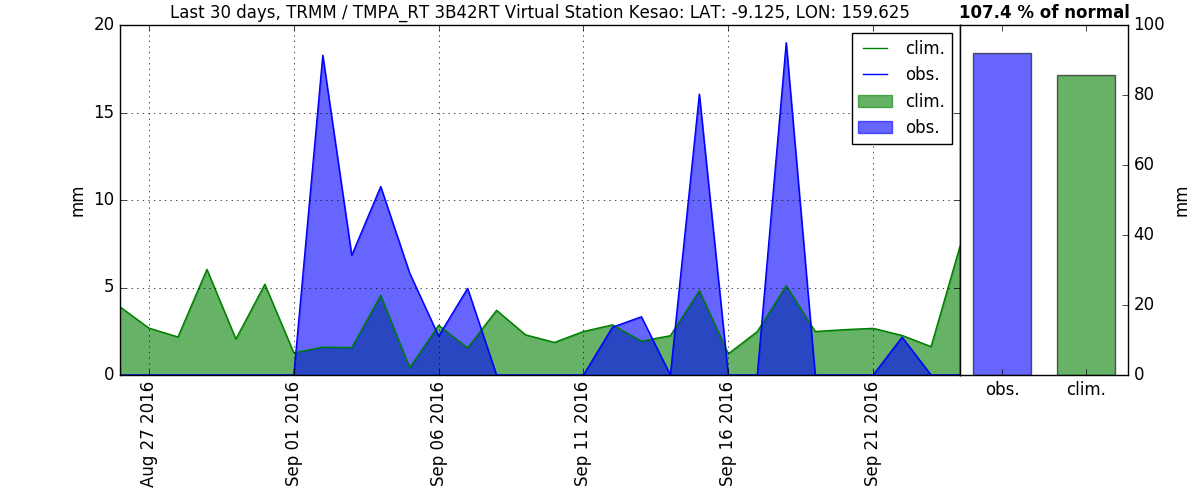 Last 30 days, TRMM / TMPA_RT 3B42RT Virtual Station Kesao: LAT: -9.125, LON: 159.625
107.4 % of normal
20
15
10
5
0
mm
clim.
obs.
clim.
obs.
100
80
60
40
20
0
mm
obs.
clim.
Aug 27 2016
Sep 01 2016
Sep 06 2016
Sep 11 2016
Sep 16 2016
Sep 21 2016